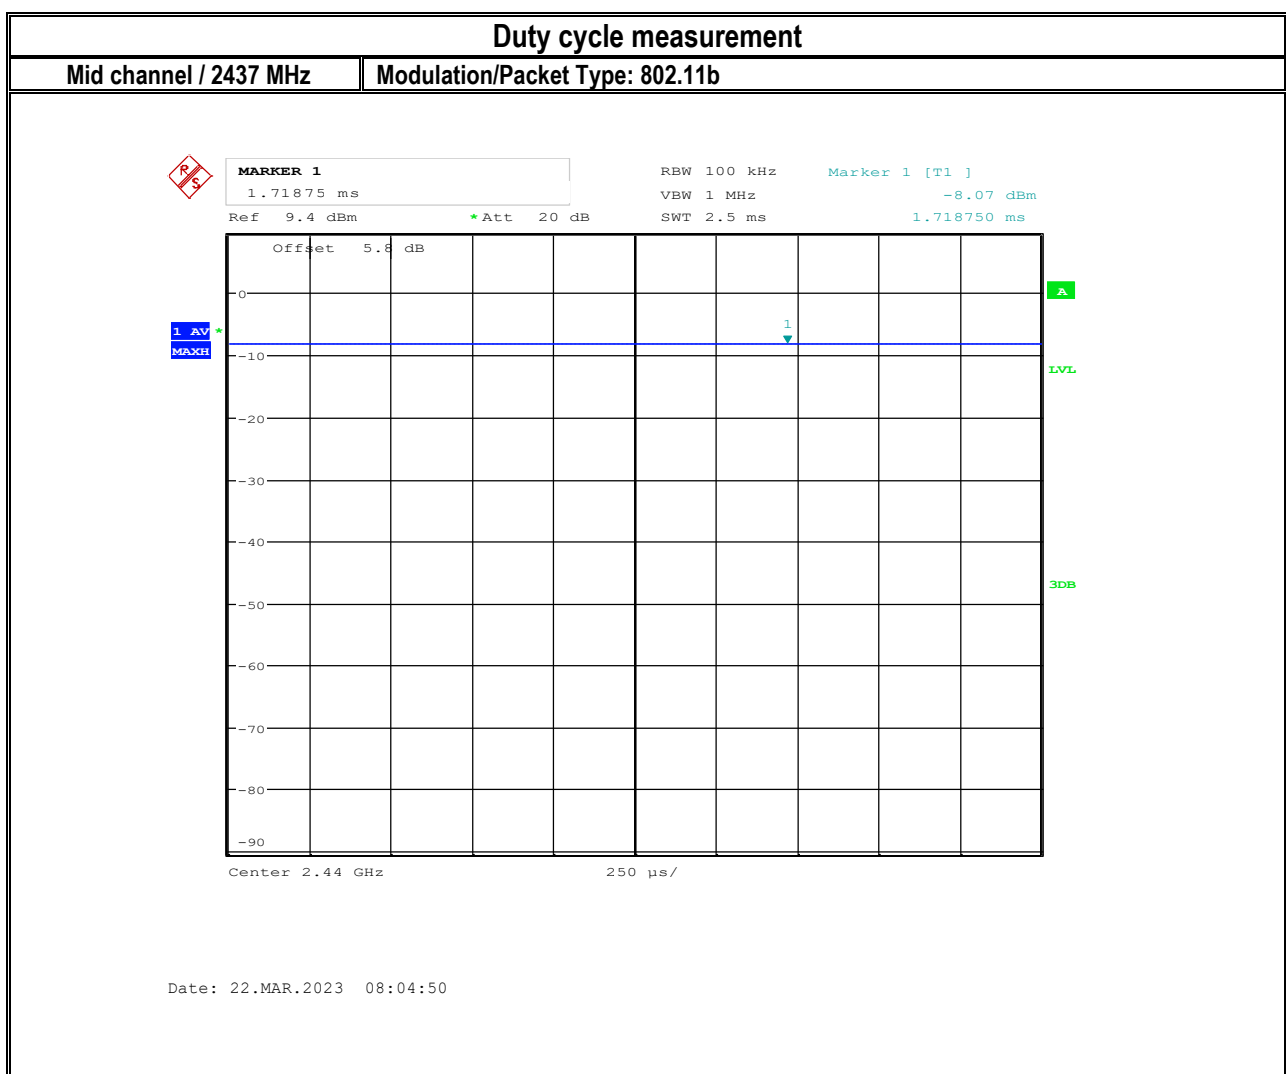 Duty cycle measurement
Mid channel / 2437 MHz Modulation/Packet Type: 802.11b
R S
MARKER 1
1.71875 ms
RBW 100 kHz Marker 1 [T1 ]
VBW 1 MHz -8.07 dBm
Ref 9.4 dBm *Att 20 dB SWT 2.5 ms 1.718750 ms
Offset 5.8 dB
0
A
1 AV *
1
MAXH
-10
LVL
-20
-30
-40
3DB
-50
-60
-70
-80
-90
Center 2.44 GHz 250 µs/
Date: 22.MAR.2023 08:04:50